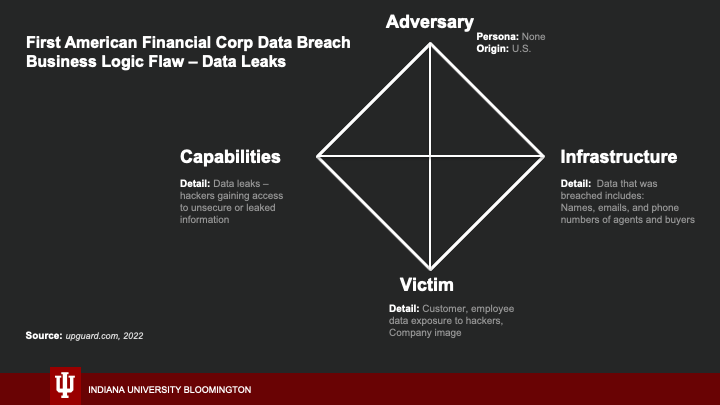 Adversary
Persona: None
Origin: U.S.
First American Financial Corp Data Breach
Business Logic Flaw – Data Leaks
Capabilities
Detail: Data leaks –
hackers gaining access
to unsecure or leaked
information
Infrastructure
Detail: Data that was
breached includes:
Names, emails, and phone
numbers of agents and buyers
Victim
Detail: Customer, employee
data exposure to hackers,
Company image
Source: upguard.com, 2022
INDIANA UNIVERSITY BLOOMINGTON